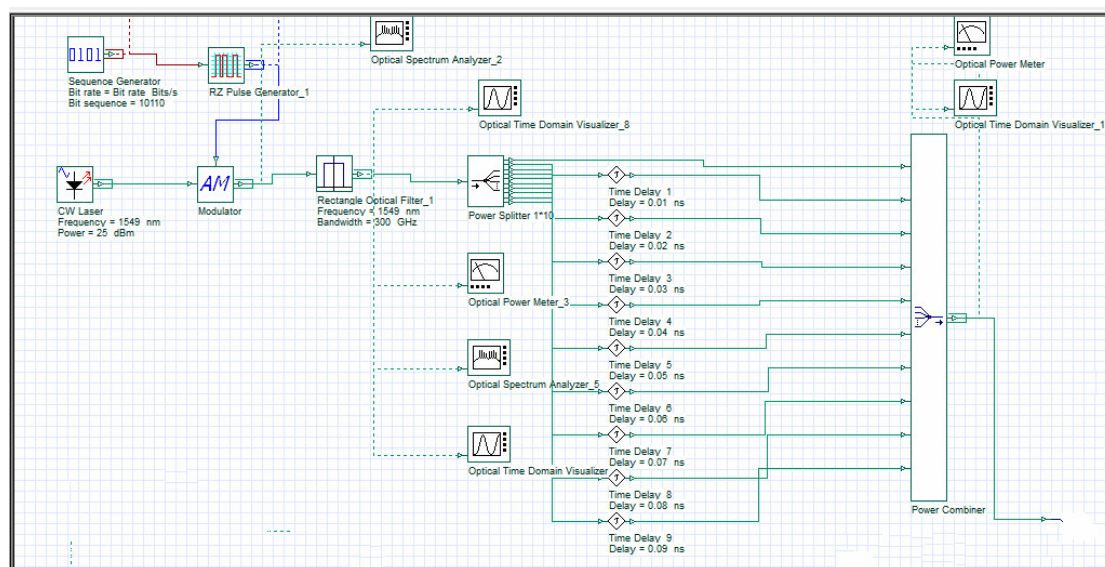 0101
Sequence Generator
Bit rate = Bit rate Bits/s
Bit sequence = 10110
RZ Pulse Generator_1
Optical Spectrum Analyzer_2
Optical Power Meter
Optical Time Domain Visualizer_8
Optical Time Domain Visualizer_1
CW Laser
Frequency = 1549 nm
Power = 25 dBm
AM
Modulator
Rectangle Optical Filter_1
Frequency = 1549 nm
Bandwidth = 300 GHz
Power Splitter 1*10
Time Delay 1
Delay = 0.01 ns
Time Delay 2
Delay = 0.02 ns
Optical Power Meter_3
Time Delay 3
Delay = 0.03 ns
Time Delay 4
Delay = 0.04 ns
Optical Spectrum Analyzer_5
Time Delay 5
Delay = 0.05 ns
Time Delay 6
Delay = 0.06 ns
Optical Time Domain Visualizer
Time Delay 7
Delay = 0.07 ns
Time Delay 8
Delay = 0.08 ns
Time Delay 9
Delay = 0.09 ns
Power Combiner